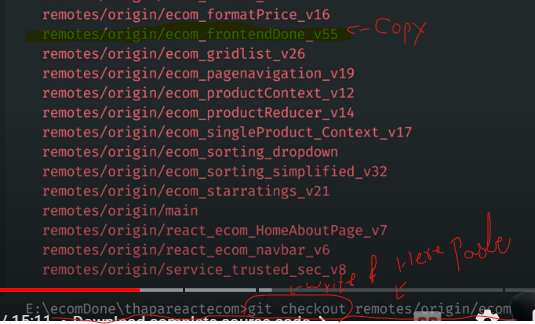 remotes/origin/ecom_formatPrice_v16
remotes/origin/ecom_frontendDone_v55 Copy
remotes/origin/ecom_gridlist_v26
remotes/origin/ecom_pagenavigation_v19
remotes/origin/ecom_productContext_v12
remotes/origin/ecom_productReducer_v14
remotes/origin/ecom_singleProduct_Context_v17
remotes/origin/ecom_sorting_dropdown
remotes/origin/ecom_sorting_simplified_v32
remotes/origin/ecom_starratings_v21
remotes/origin/main
remotes/origin/react_ecom_HomeAboutPage_v7
remotes/origin/react_ecom_navbar_v6
remotes/origin/service_trusted_sec_v8
write & Here Paste
E:\ecomDone\thapareactecom>git checkout remotes/origin/ecom
/ 15:11 • Download complete source code >